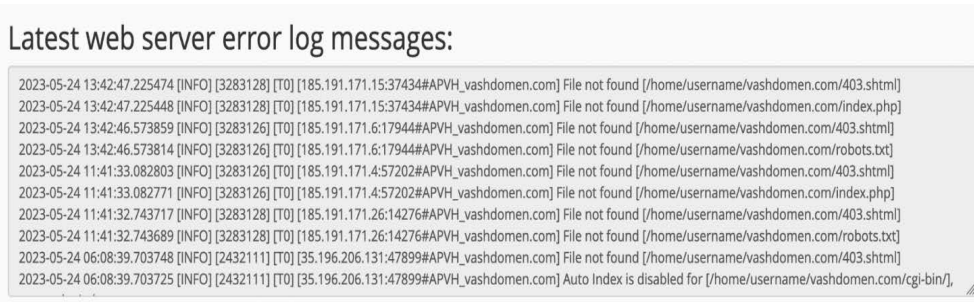 Latest web server error log messages:
2023-05-24 13:42:47.225474 [INFO] [3283128] [T0] [185.191.171.15:37434#APVH_vashdomen.com] File not found [/home/username/vashdomen.com/403.shtml]
2023-05-24 13:42:47.225448 [INFO] [3283128] [T0] [185.191.171.15:37434#APVH_vashdomen.com] File not found [/home/username/vashdomen.com/index.php]
2023-05-24 13:42:46.573859 [INFO] [3283126] [T0] [185.191.171.6:17944#APVH_vashdomen.com] File not found [/home/username/vashdomen.com/403.shtml]
2023-05-24 13:42:46.573814 [INFO] [3283126] [T0] [185.191.171.6:17944#APVH_vashdomen.com] File not found [/home/username/vashdomen.com/robots.txt]
2023-05-24 11:41:33.082803 [INFO] [3283126] [T0] [185.191.171.4:57202#APVH_vashdomen.com] File not found [/home/username/vashdomen.com/403.shtml]
2023-05-24 11:41:33.082771 [INFO] [3283126] [T0] [185.191.171.4:57202#APVH_vashdomen.com] File not found [/home/username/vashdomen.com/index.php]
2023-05-24 11:41:32.743717 [INFO] [3283128] [T0] [185.191.171.26:14276#APVH_vashdomen.com] File not found [/home/username/vashdomen.com/403.shtml]
2023-05-24 11:41:32.743689 [INFO] [3283128] [T0] [185.191.171.26:14276#APVH_vashdomen.com] File not found [/home/username/vashdomen.com/robots.txt]
2023-05-24 06:08:39.703748 [INFO] [2432111] [T0] [35.196.206.131:47899#APVH_vashdomen.com] File not found [/home/username/vashdomen.com/403.shtml]
2023-05-24 06:08:39.703725 [INFO] [2432111] [T0] [35.196.206.131:47899#APVH_vashdomen.com] Auto Index is disabled for [/home/username/vashdomen.com/cgi-bin/],